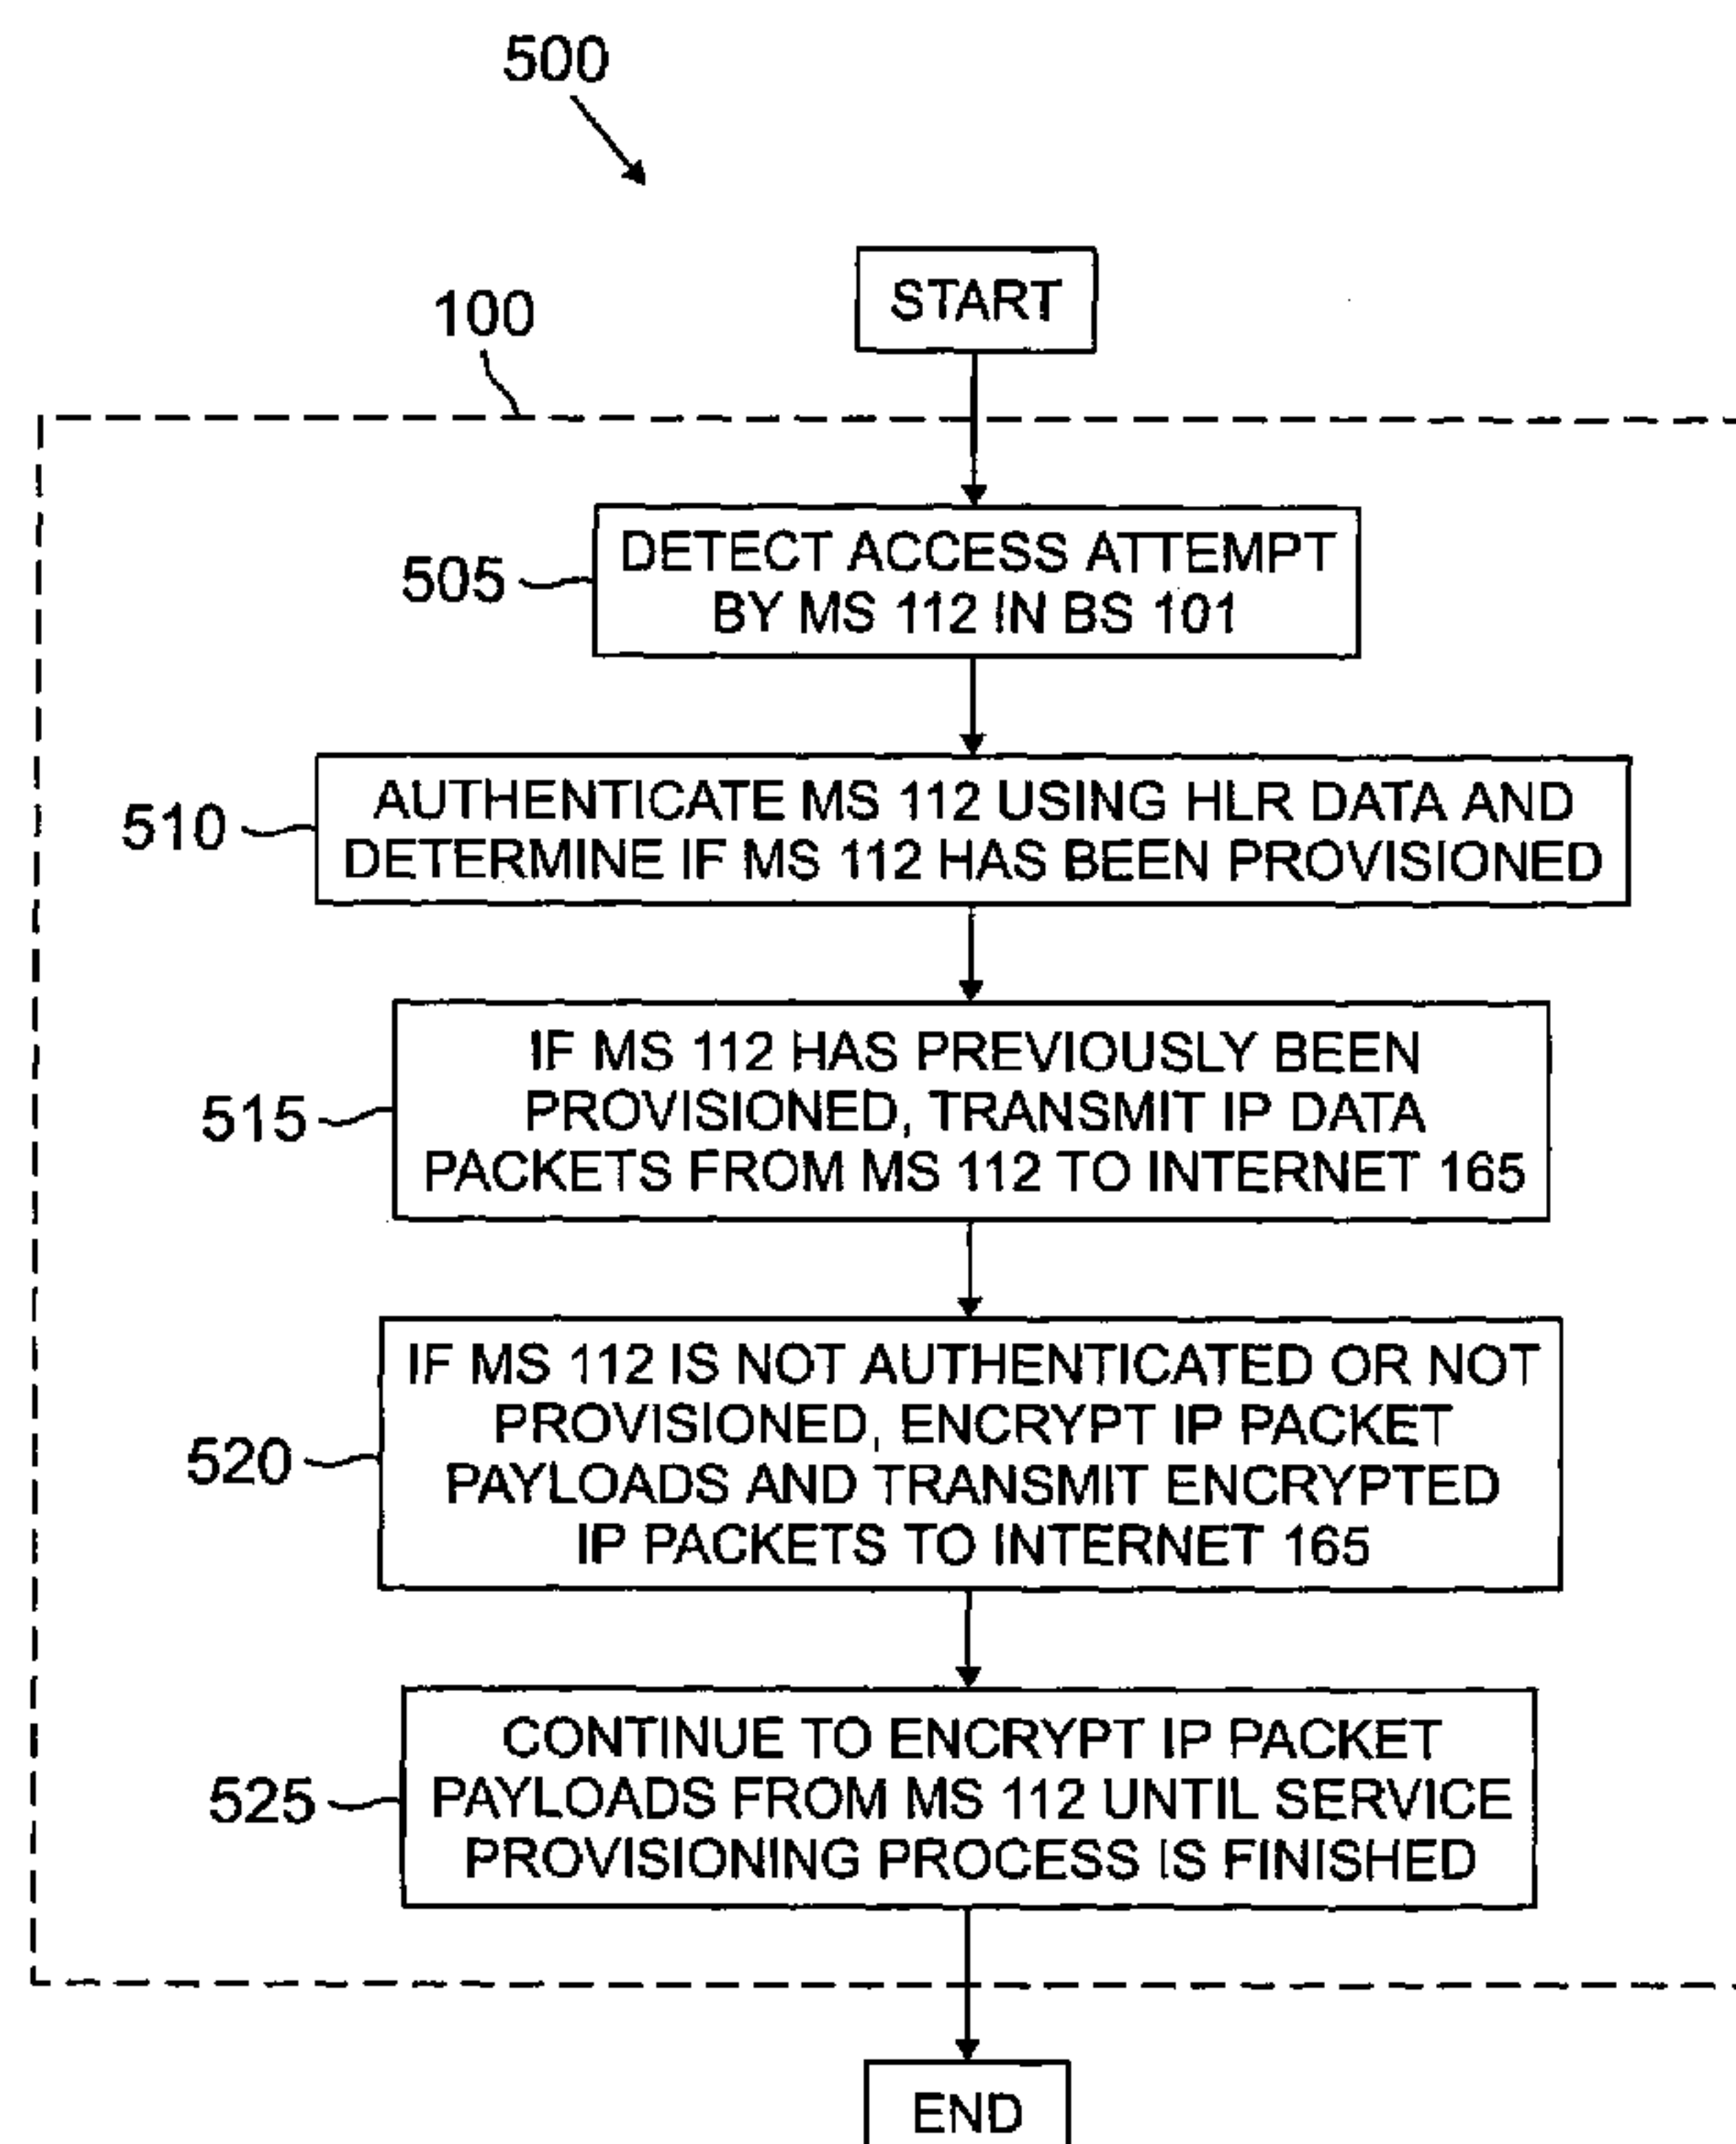 500
START
100
505
DETECT ACCESS ATTEMPT
BY MS 112 IN BS 101
510
AUTHENTICATE MS 112 USING HLR DATA AND
DETERMINE IF MS 112 HAS BEEN PROVISIONED
515
IF MS 112 HAS PREVIOUSLY BEEN
PROVISIONED, TRANSMIT IP DATA
PACKETS FROM MS 112 TO INTERNET 165
520
IF MS 112 IS NOT AUTHENTICATED OR NOT
PROVISIONED, ENCRYPT IP PACKET
PAYLOADS AND TRANSMIT ENCRYPTED
IP PACKETS TO INTERNET 165
525
CONTINUE TO ENCRYPT IP PACKET
PAYLOADS FROM MS 112 UNTIL SERVICE
PROVISIONING PROCESS IS FINISHED
END